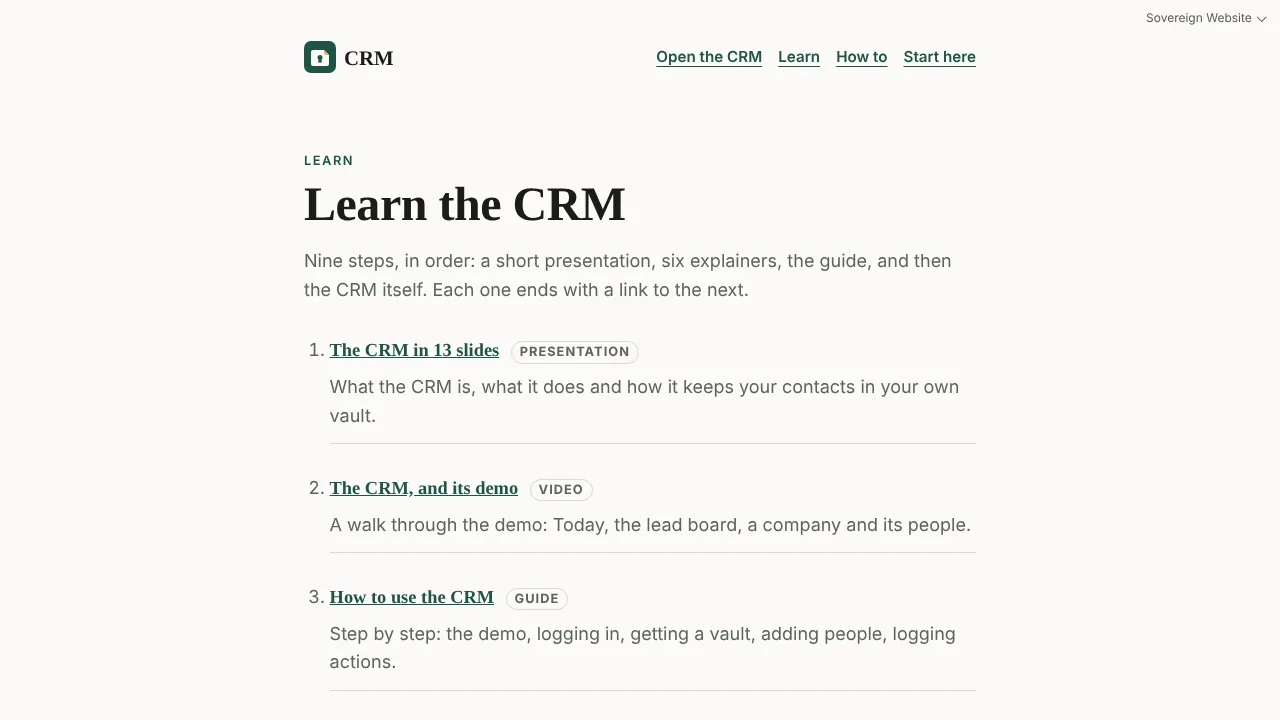 Sovereign Website
CRM
Open the CRM Learn How to Start here
LEARN
Learn the CRM
Nine steps, in order: a short presentation, six explainers, the guide, and then
the CRM itself. Each one ends with a link to the next.
1. The CRM in 13 slides PRESENTATION
What the CRM is, what it does and how it keeps your contacts in your own
vault.
2. The CRM, and its demo VIDEO
A walk through the demo: Today, the lead board, a company and its people.
3. How to use the CRM GUIDE
Step by step: the demo, logging in, getting a vault, adding people, logging
actions.